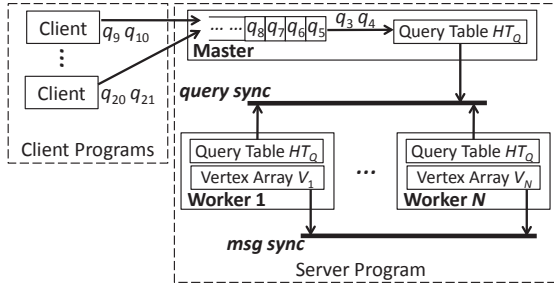 Client
q9 q10
⋮
Client
q20 q21
Client Programs
... ... q8 q7 q6 q5
q3 q4
Query Table HTQ
Master
query sync
Query Table HTQ
Vertex Array V1
Worker 1
...
Query Table HTQ
Vertex Array VN
Worker N
msg sync
Server Program